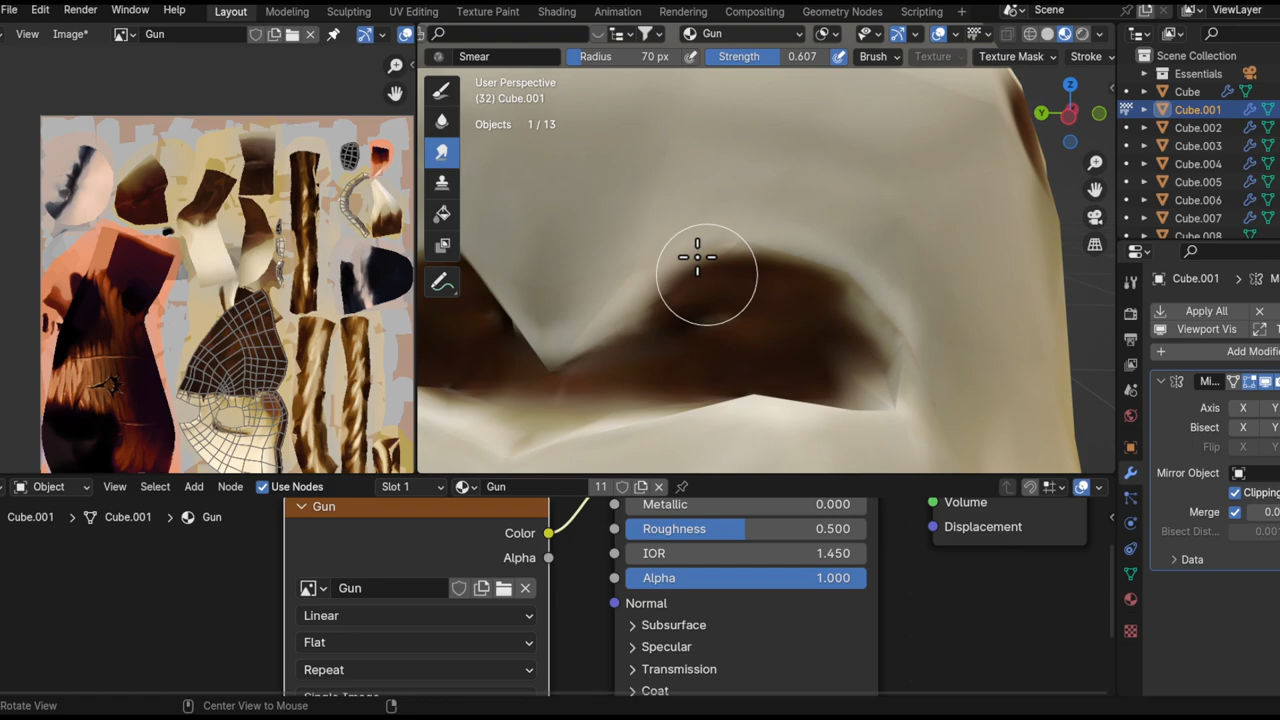 File Edit Render Window Help Layout Modeling Sculpting UV Editing Texture Paint Shading Animation Rendering Compositing Geometry Nodes Scripting + Scene ViewLayer
View Image* Gun
Gun
Smear Radius 70 px Strength 0.607 Brush Texture Texture Mask Stroke
User Perspective
(32) Cube.001
Objects 1 / 13
Z
Y
Scene Collection
Essentials
Cube
Cube.001
Cube.002
Cube.003
Cube.004
Cube.005
Cube.006
Cube.007
Cube.008
Cube.001 M
Apply All
Viewport Vis
Add Modifi
Mi...
Axis X Y
Bisect X Y
Flip X Y
Mirror Object
Clipping
Merge 0.0
Bisect Dist... 0.001
Data
Object View Select Add Node Use Nodes Slot 1 Gun 11
Cube.001 > Cube.001 > Gun
Gun
Color
Alpha
Gun
Linear
Flat
Repeat
Single Image
Metallic 0.000
Roughness 0.500
IOR 1.450
Alpha 1.000
Normal
Subsurface
Specular
Transmission
Coat
Volume
Displacement
Rotate View Center View to Mouse